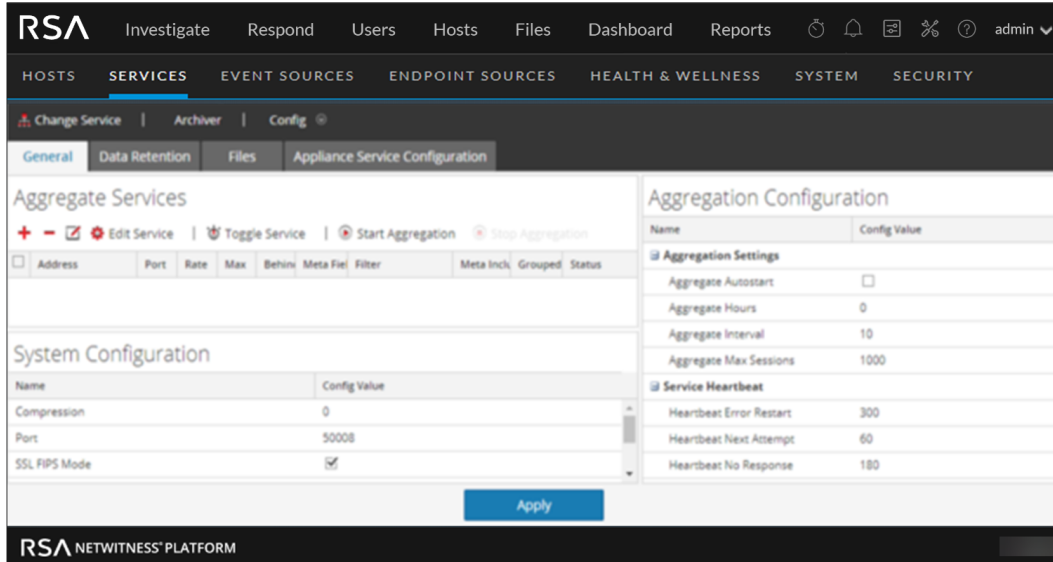 RSA Investigate Respond Users Hosts Files Dashboard Reports admin
HOSTS SERVICES EVENT SOURCES ENDPOINT SOURCES HEALTH & WELLNESS SYSTEM SECURITY
Change Service | Archiver | Config
General Data Retention Files Appliance Service Configuration
Aggregate Services
Edit Service | Toggle Service | Start Aggregation Stop Aggregation
Address Port Rate Max Behin Meta Fiel Filter Meta Inclu Grouped Status
System Configuration
Name Config Value
Compression 0
Port 50008
SSL FIPS Mode
Aggregation Configuration
Name Config Value
Aggregation Settings
Aggregate Autostart
Aggregate Hours 0
Aggregate Interval 10
Aggregate Max Sessions 1000
Service Heartbeat
Heartbeat Error Restart 300
Heartbeat Next Attempt 60
Heartbeat No Response 180
Apply
RSA NETWITNESS® PLATFORM